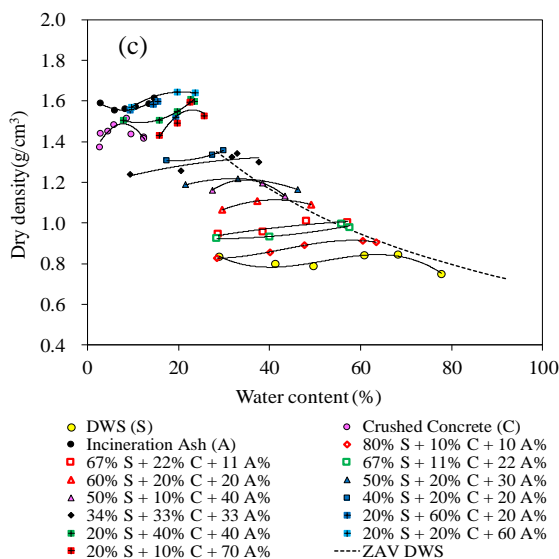 (c)
1.8
1.6
1.4
1.2
1.0
0.8
0.6
0.4
Dry density(g/cm³)
0 20 40 60 80 100
Water content (%)
DWS (S) Crushed Concrete (C)
Incineration Ash (A) 80% S + 10% C + 10 A%
67% S + 22% C + 11 A% 67% S + 11% C + 22 A%
60% S + 20% C + 20 A% 50% S + 20% C + 30 A%
50% S + 10% C + 40 A% 40% S + 20% C + 20 A%
34% S + 33% C + 33 A% 20% S + 60% C + 20 A%
20% S + 40% C + 40 A% 20% S + 20% C + 60 A%
20% S + 10% C + 70 A% ZAV DWS